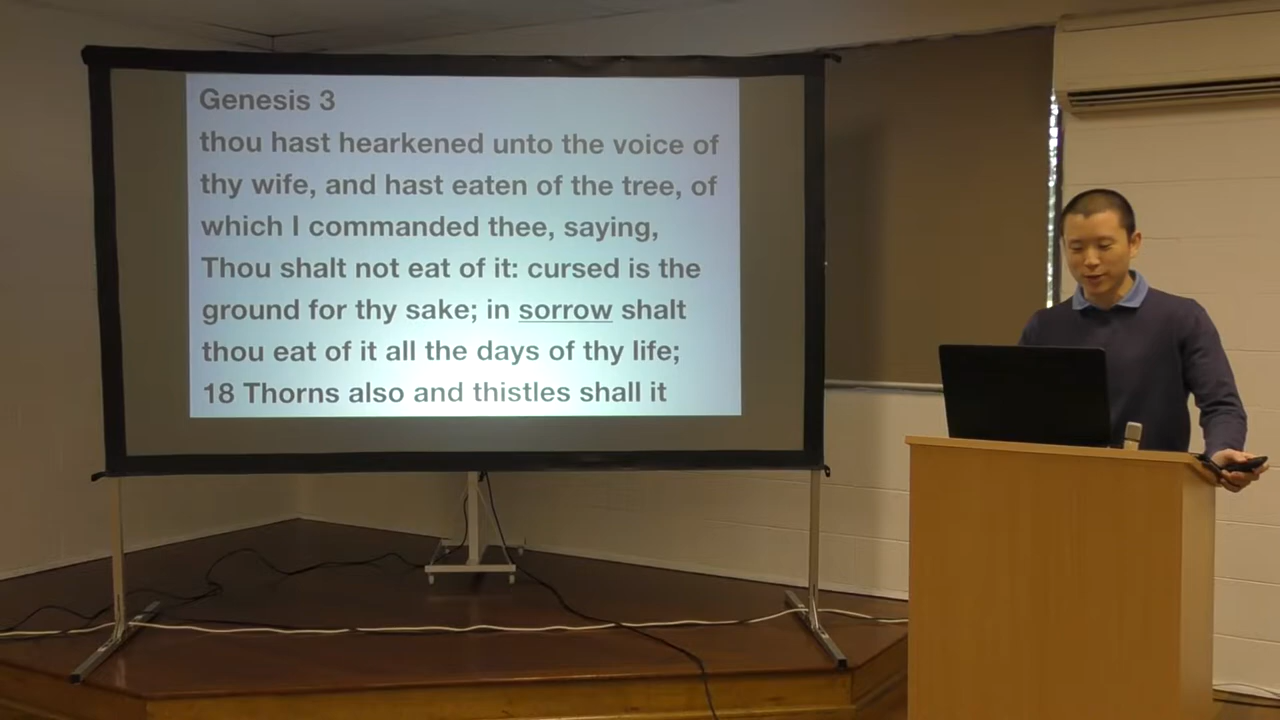 Genesis 3
thou hast hearkened unto the voice of
thy wife, and hast eaten of the tree, of
which I commanded thee, saying,
Thou shalt not eat of it: cursed is the
ground for thy sake; in sorrow shalt
thou eat of it all the days of thy life;
18 Thorns also and thistles shall it